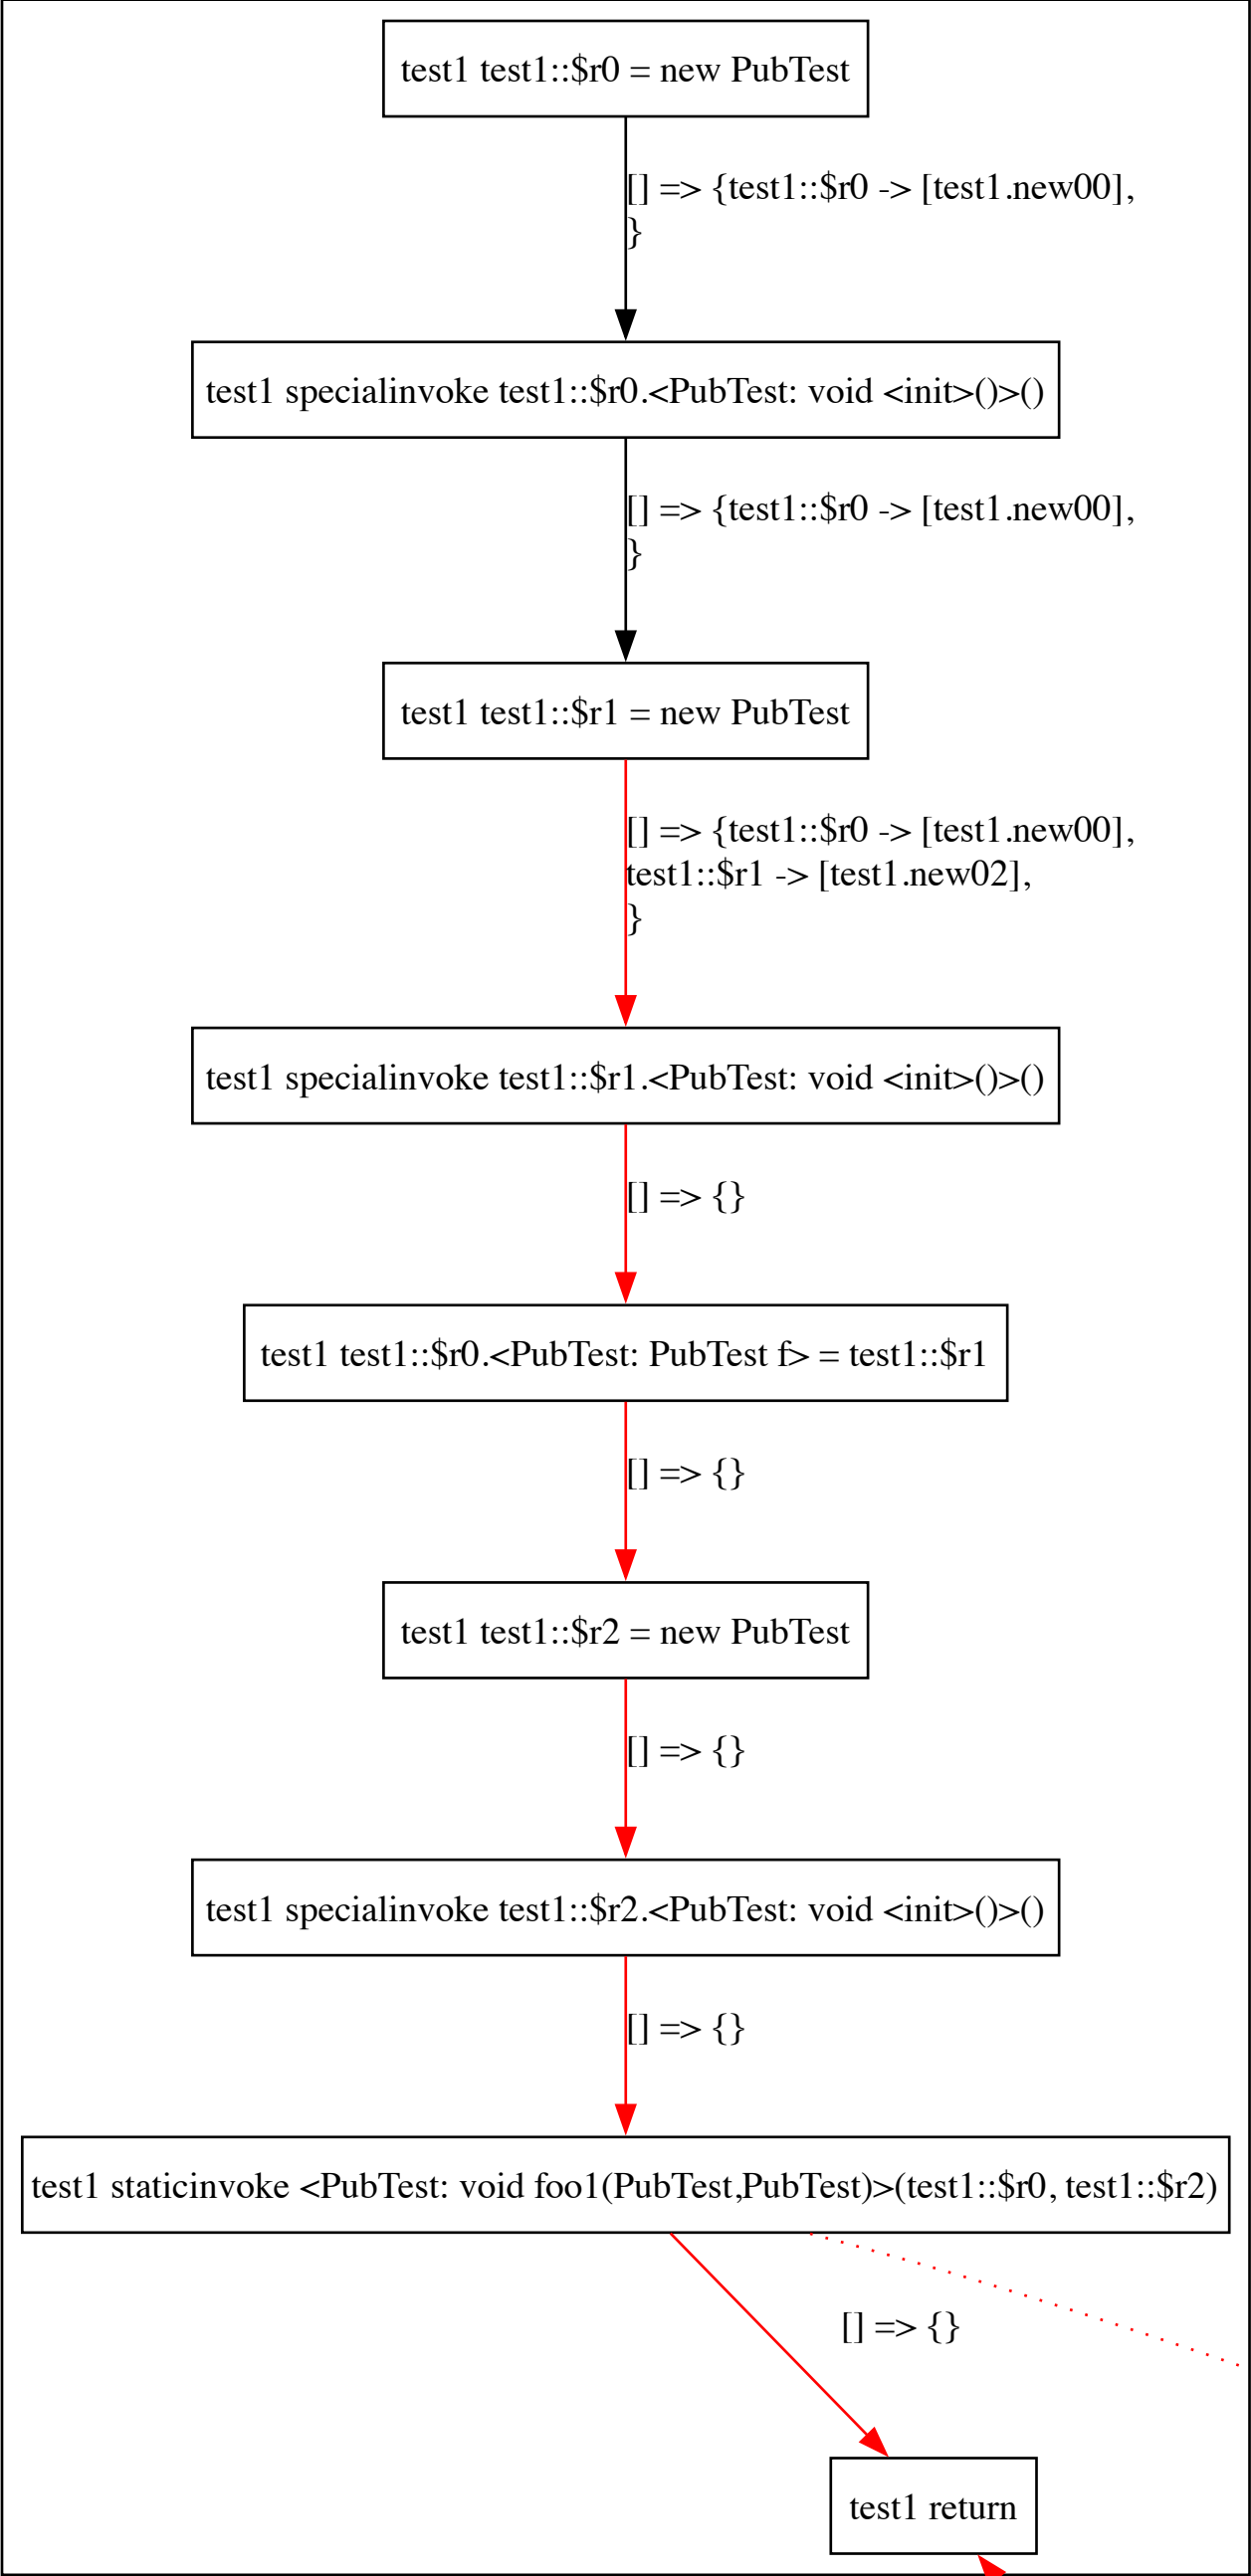 test1 test1::$r0 = new PubTest
[] => {test1::$r0 -> [test1.new00],
}
test1 specialinvoke test1::$r0.<PubTest: void <init>()>()
[] => {test1::$r0 -> [test1.new00],
}
test1 test1::$r1 = new PubTest
[] => {test1::$r0 -> [test1.new00],
test1::$r1 -> [test1.new02],
}
test1 specialinvoke test1::$r1.<PubTest: void <init>()>()
[] => {}
test1 test1::$r0.<PubTest: PubTest f> = test1::$r1
[] => {}
test1 test1::$r2 = new PubTest
[] => {}
test1 specialinvoke test1::$r2.<PubTest: void <init>()>()
[] => {}
test1 staticinvoke <PubTest: void foo1(PubTest,PubTest)>(test1::$r0, test1::$r2)
[] => {}
test1 return